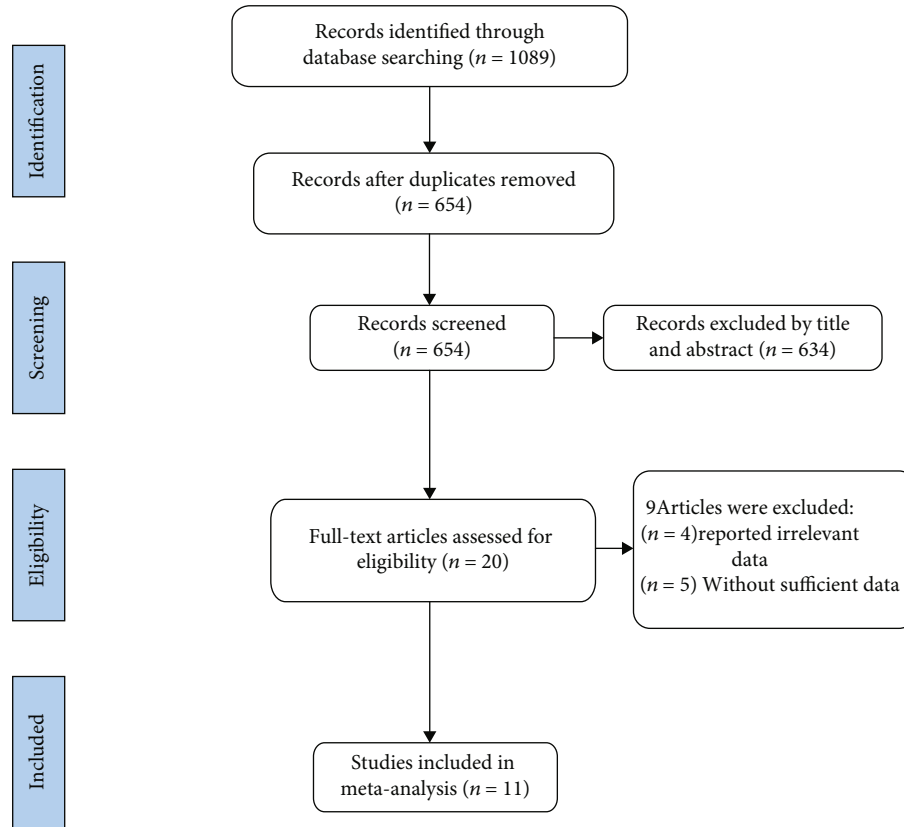 Identification
Records identified through
database searching (n = 1089)
Records after duplicates removed
(n = 654)
Screening
Records screened
(n = 654)
Records excluded by title
and abstract (n = 634)
Eligibility
Full-text articles assessed for
eligibility (n = 20)
9Articles were excluded:
(n = 4)reported irrelevant
data
(n = 5) Without sufficient data
Included
Studies included in
meta-analysis (n = 11)